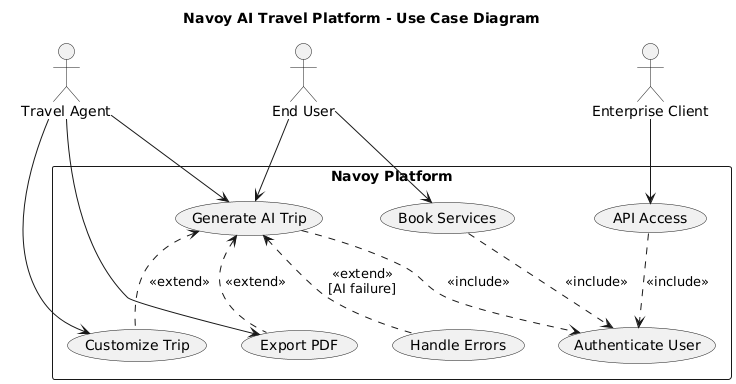 Navoy AI Travel Platform - Use Case Diagram
Travel Agent
End User
Enterprise Client
Navoy Platform
Generate AI Trip
Book Services
API Access
«extend»
«extend»
«extend»
[AI failure]
«include»
«include»
«include»
Customize Trip
Export PDF
Handle Errors
Authenticate User